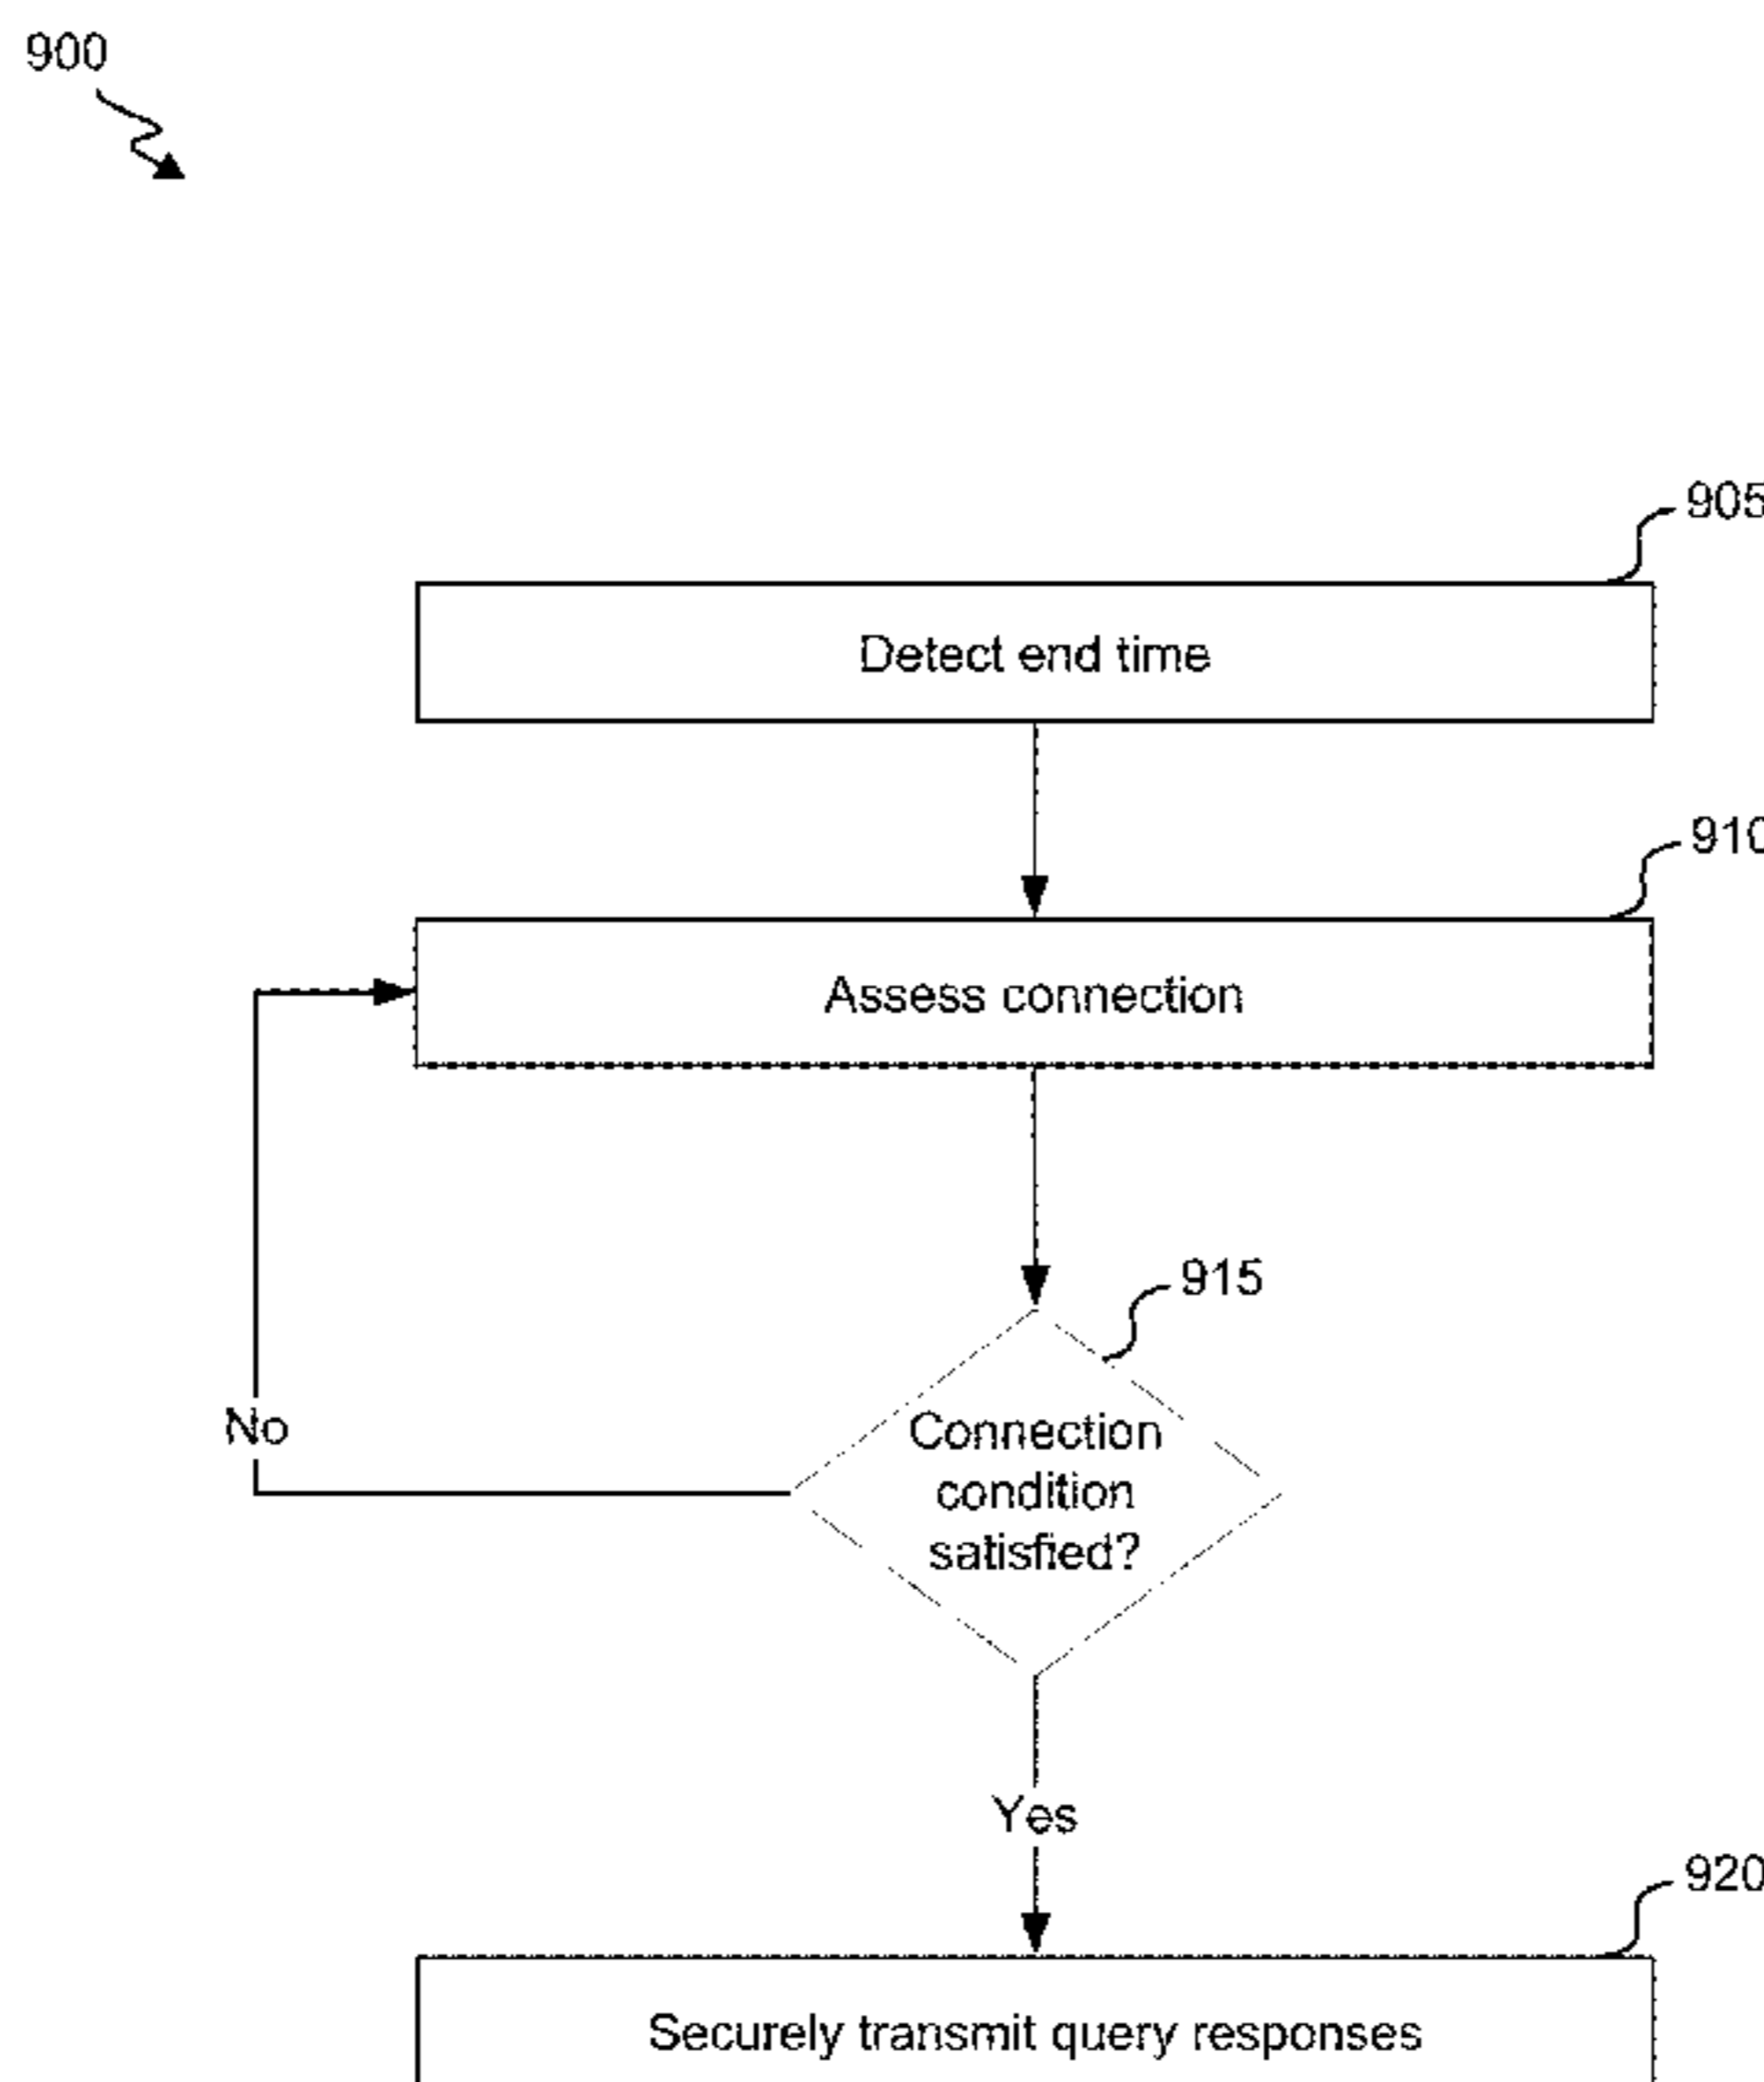 900
905
Detect end time
910
Assess connection
915
Connection
condition
satisfied?
No
Yes
920
Securely transmit query responses